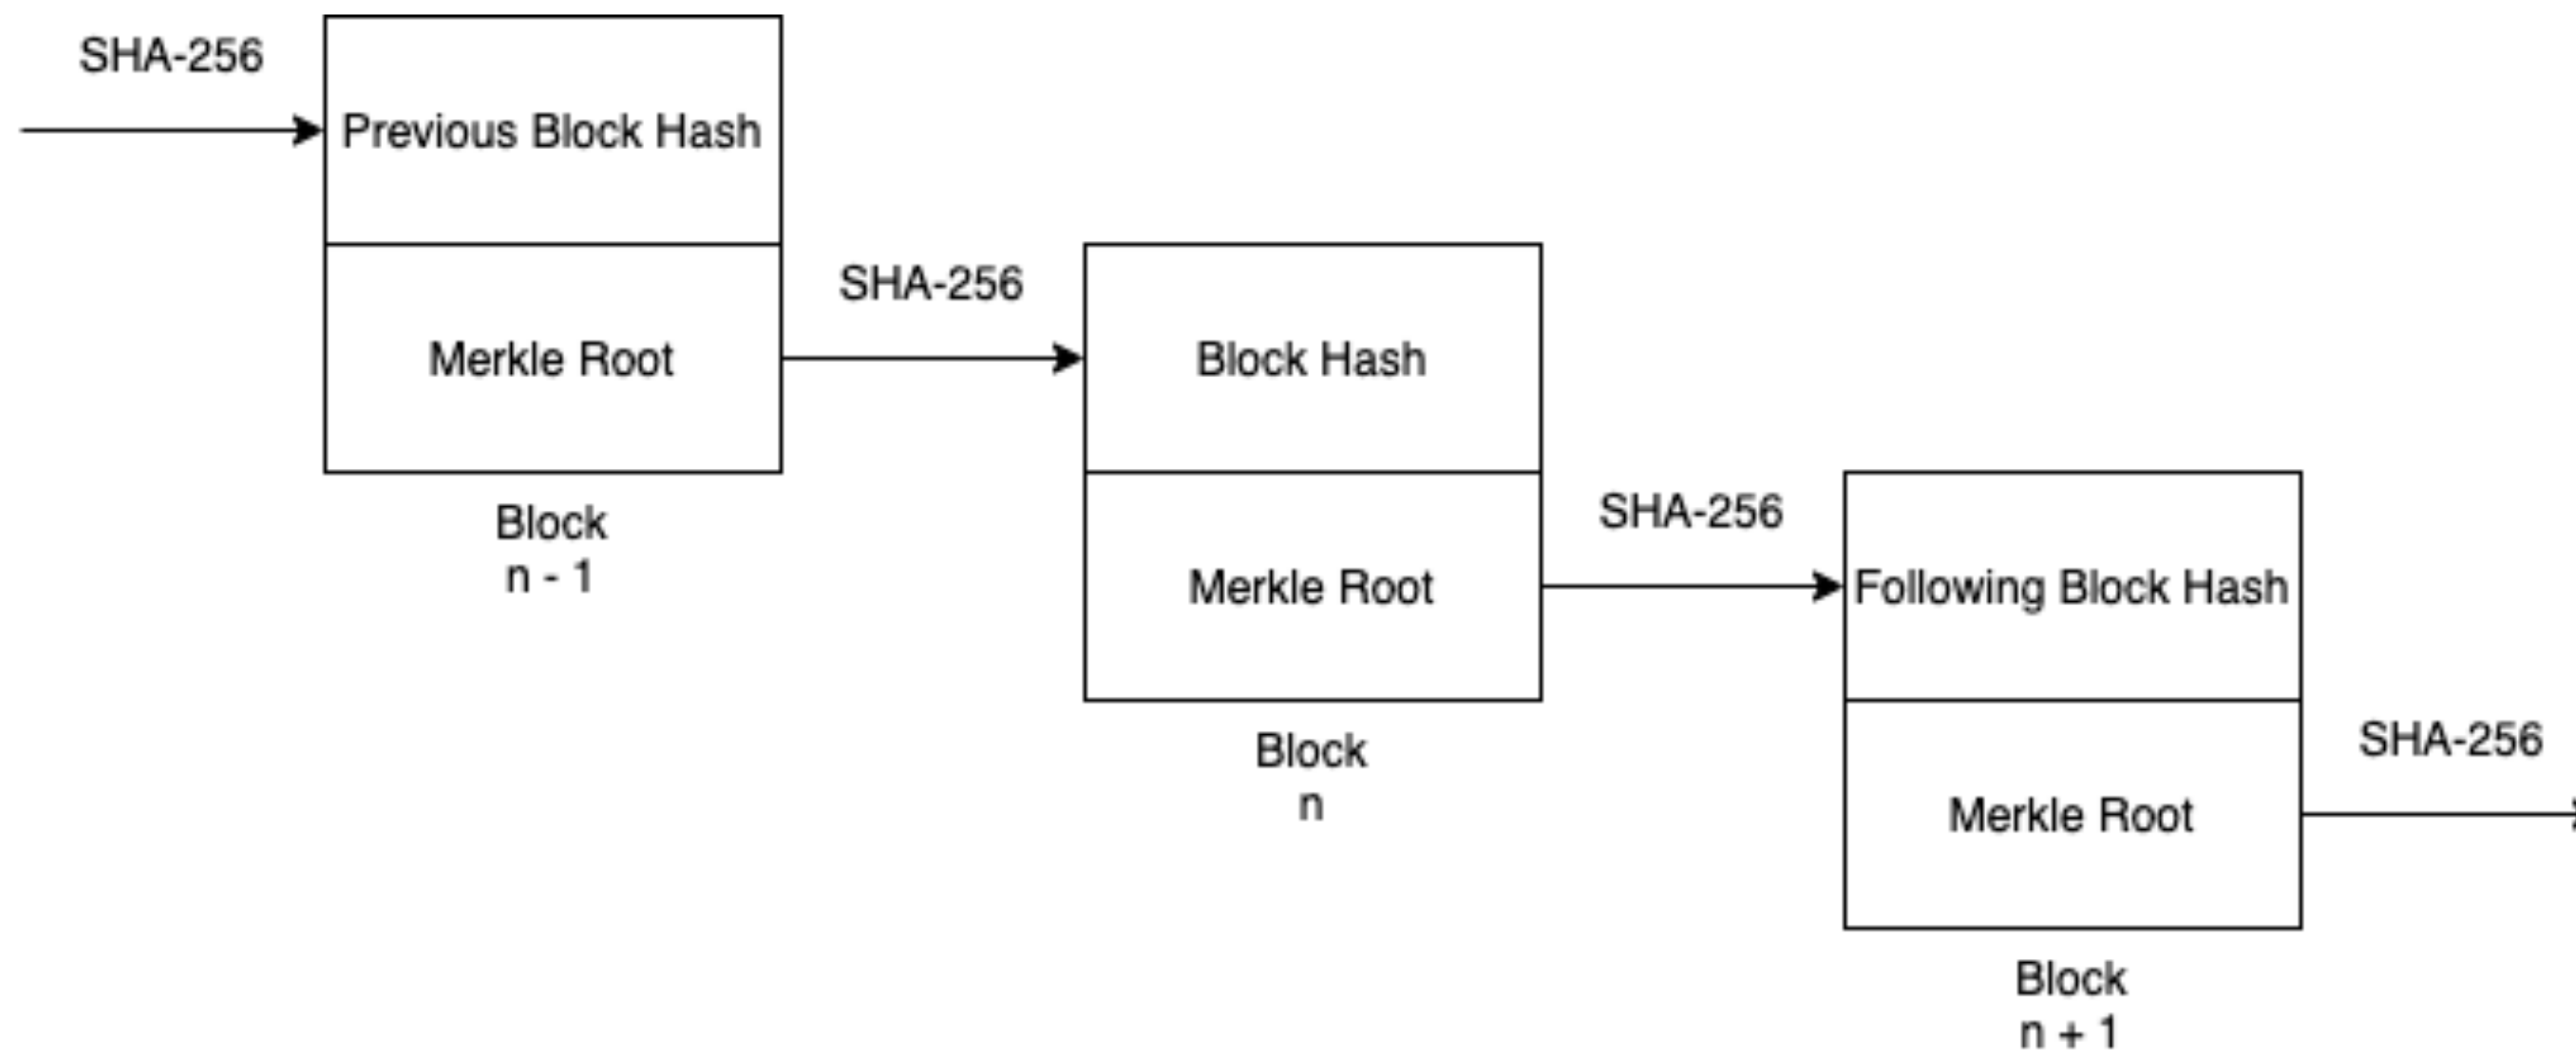 SHA-256
Previous Block Hash
Merkle Root
Block
n - 1
SHA-256
Block Hash
Merkle Root
Block
n
SHA-256
Following Block Hash
Merkle Root
Block
n + 1
SHA-256